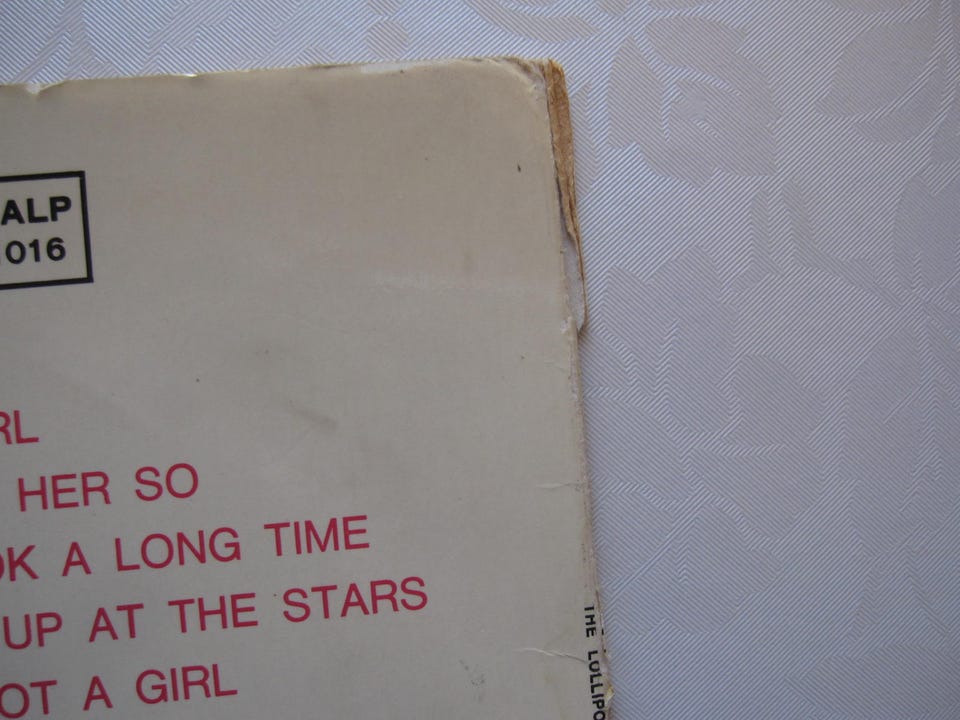 ALP
016
RL
HER SO
OK A LONG TIME
UP AT THE STARS
OT A GIRL
THE LOLLIPO